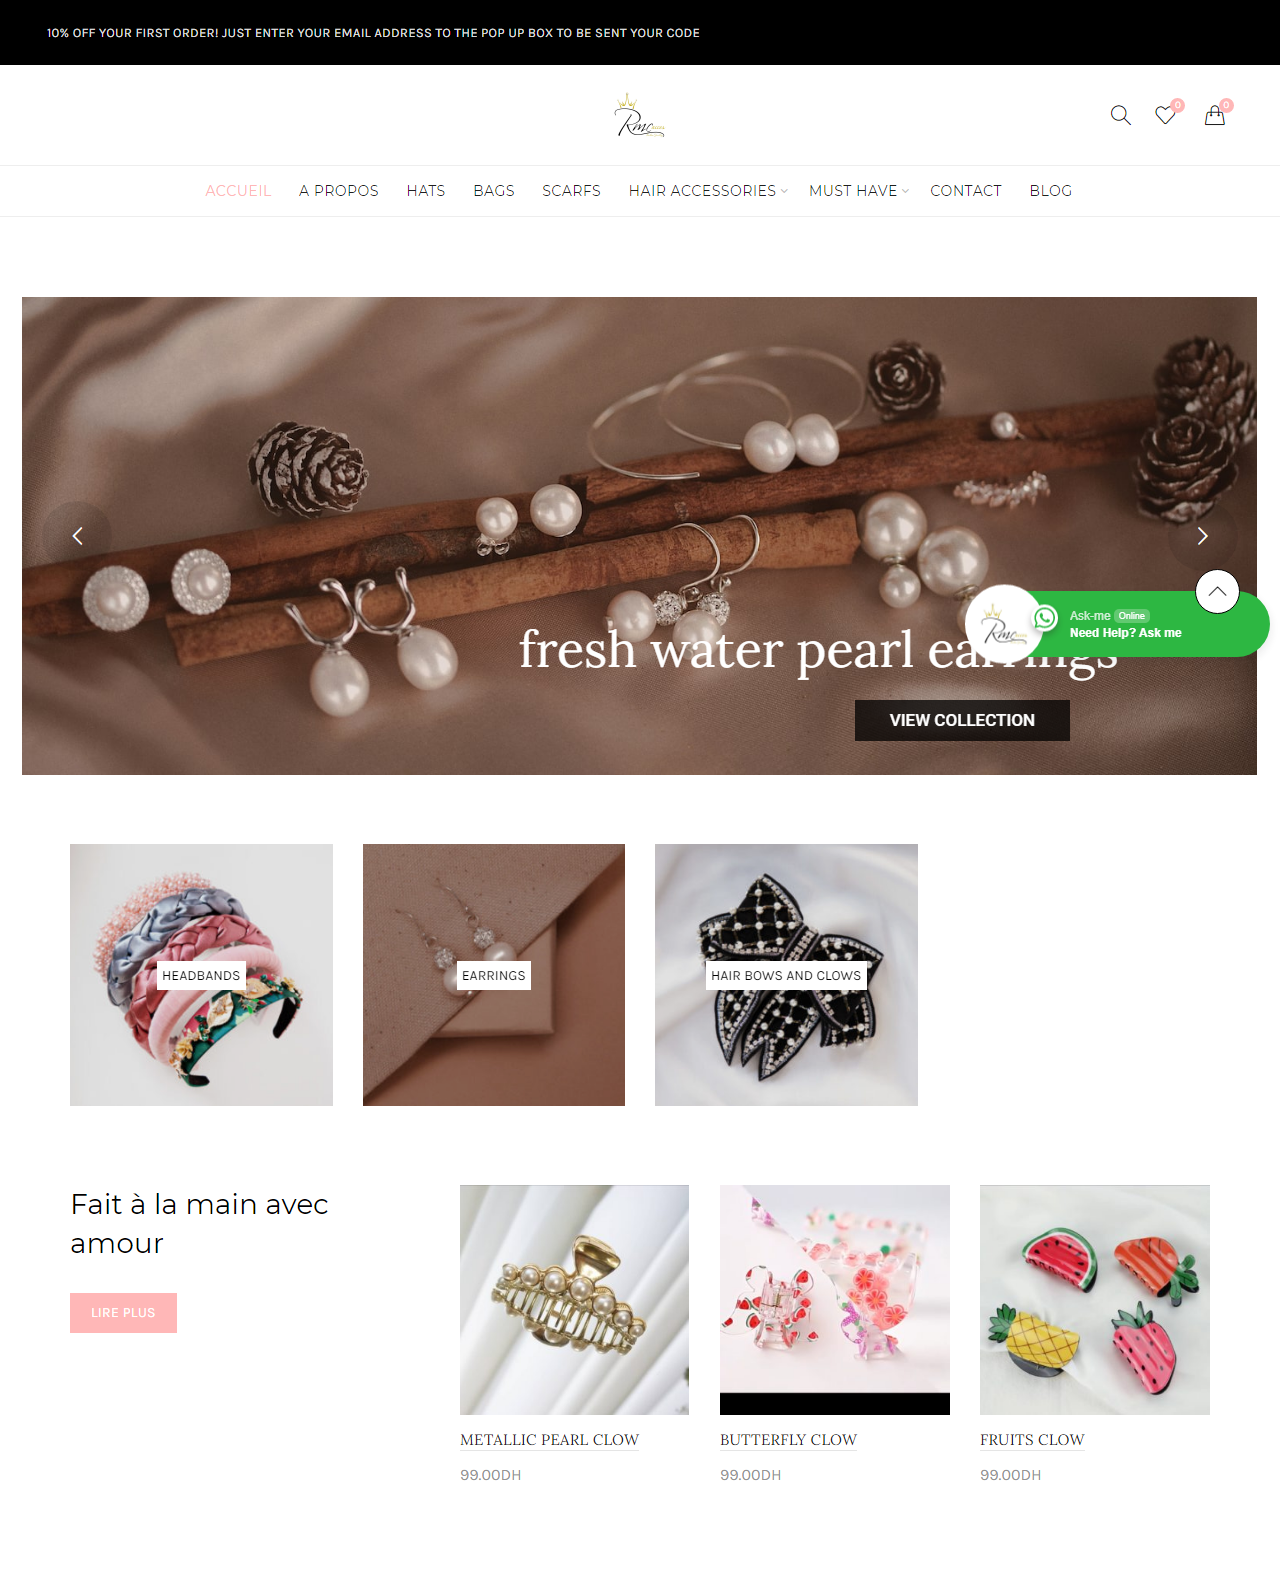 10% OFF YOUR FIRST ORDER! JUST ENTER YOUR EMAIL ADDRESS TO THE POP UP BOX TO BE SENT YOUR CODE
Rmc
0
0
ACCUEIL A PROPOS HATS BAGS SCARFS HAIR ACCESSORIES MUST HAVE CONTACT BLOG
Ask-me Online
Need Help? Ask me
Rmc
fresh water pearl earrings
VIEW COLLECTION
HEADBANDS
EARRINGS
HAIR BOWS AND CLOWS
Fait à la main avec
amour
LIRE PLUS
METALLIC PEARL CLOW
99.00DH
BUTTERFLY CLOW
99.00DH
FRUITS CLOW
99.00DH